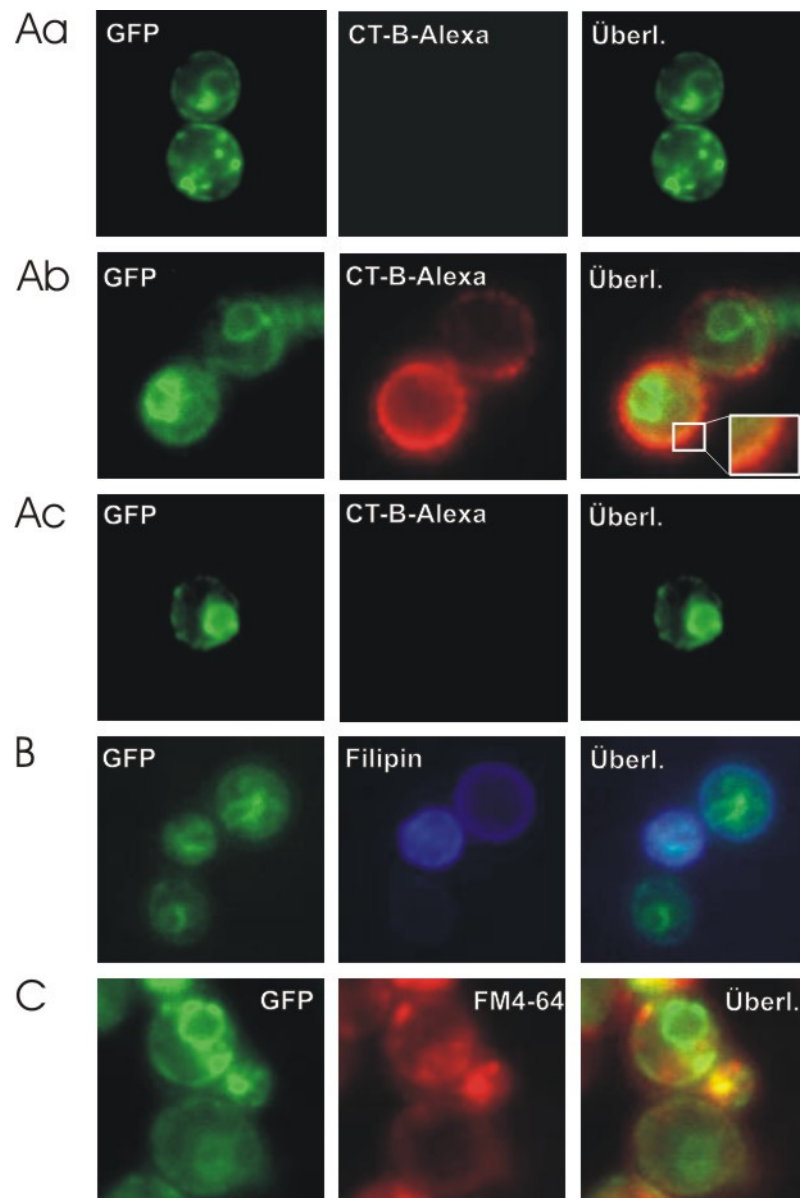 Aa
GFP CT-B-Alexa Überl.
Ab
GFP CT-B-Alexa Überl.
Ac
GFP CT-B-Alexa Überl.
B
GFP Filipin Überl.
C
GFP FM4-64 Überl.